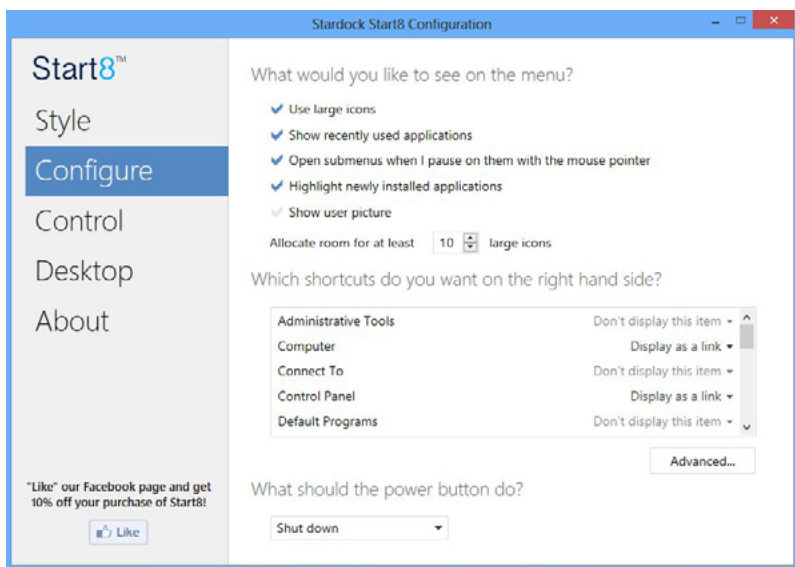 Stardock Start8 Configuration
Start8™
Style
Configure
Control
Desktop
About
"Like" our Facebook page and get
10% off your purchase of Start8!
Like
What would you like to see on the menu?
Use large icons
Show recently used applications
Open submenus when I pause on them with the mouse pointer
Highlight newly installed applications
Show user picture
Allocate room for at least 10 large icons
Which shortcuts do you want on the right hand side?
Administrative Tools Don't display this item
Computer Display as a link
Connect To Don't display this item
Control Panel Display as a link
Default Programs Don't display this item
Advanced...
What should the power button do?
Shut down